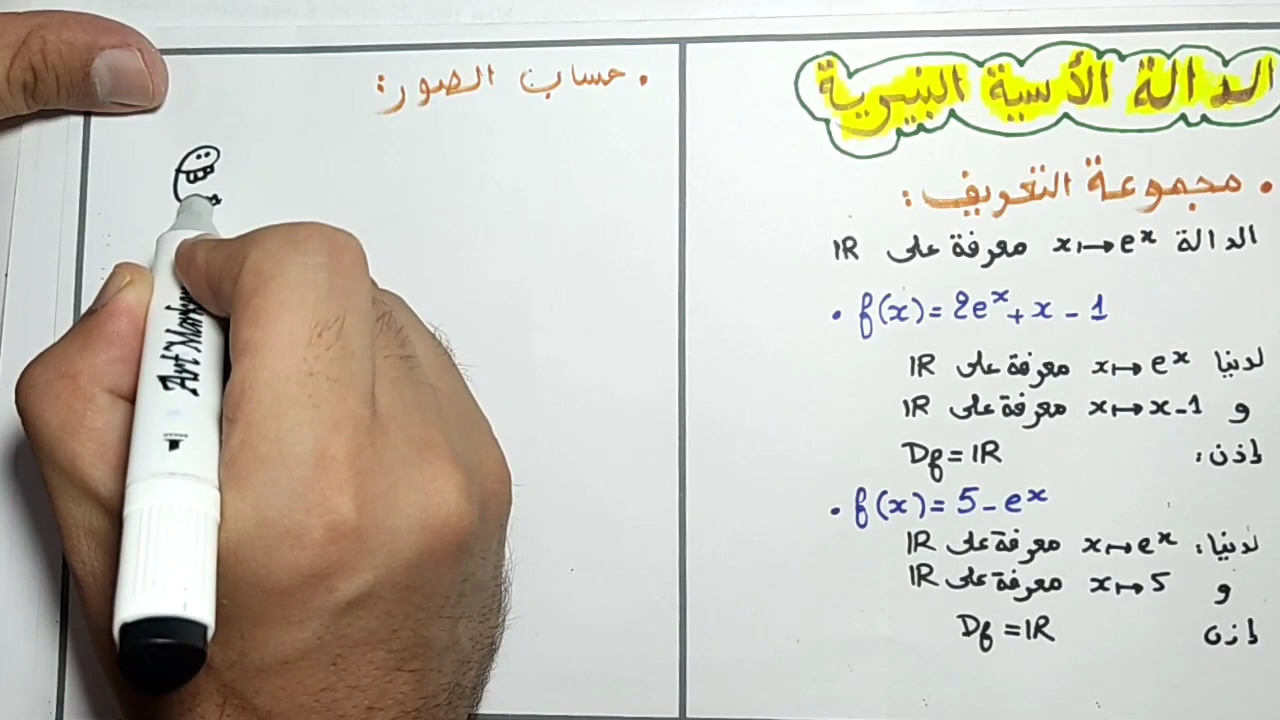 الدالة الأسية النيبيرية
• مجموعة التعريف:
الدالة x↦eˣ معرفة على IR
• f(x)=2eˣ+x-1
لدينا x↦eˣ معرفة على IR
و x↦x-1 معرفة على IR
إذن: Df=IR
• f(x)=5-eˣ
لدينا: x↦eˣ معرفة على IR
و x↦5 معرفة على IR
إذن Df=IR
• حساب الصور:
Art Marker